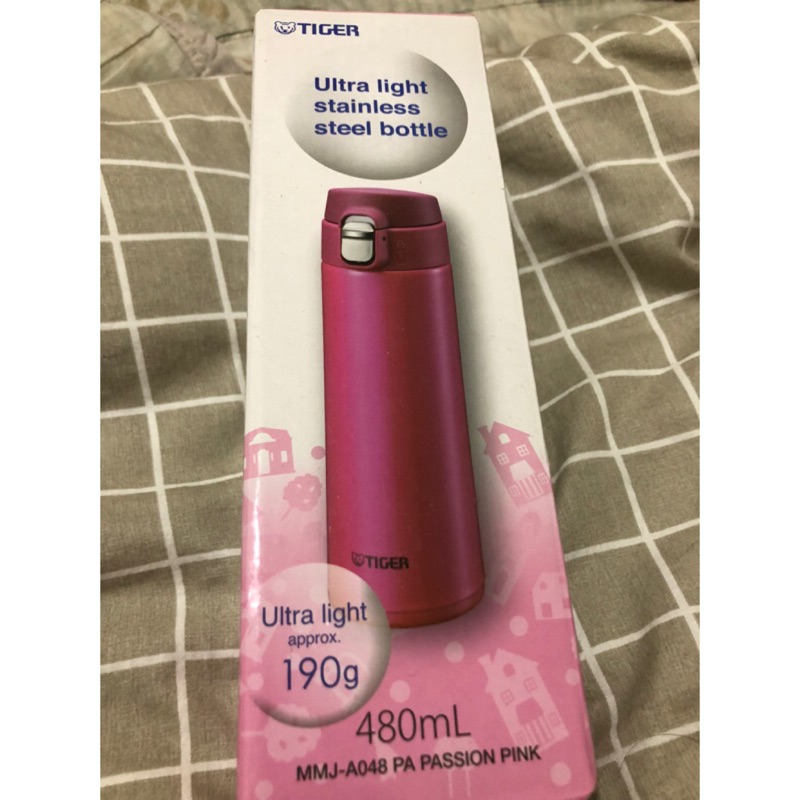 TIGER
Ultra light
stainless
steel bottle
TIGER
Ultra light
approx.
190g
480mL
MMJ-A048 PA PASSION PINK